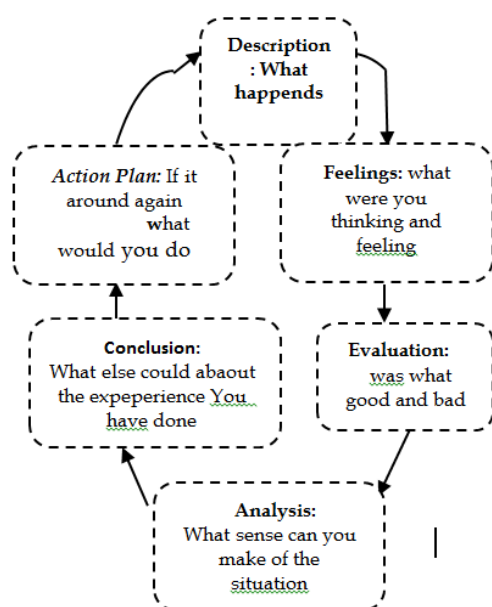 Description
: What
happens
Feelings: what
were you
thinking and
feeling
Evaluation:
was what
good and bad
Analysis:
What sense can you
make of the
situation
Conclusion:
What else could abaout
the expeperience You
have done
Action Plan: If it
around again
what
would you do